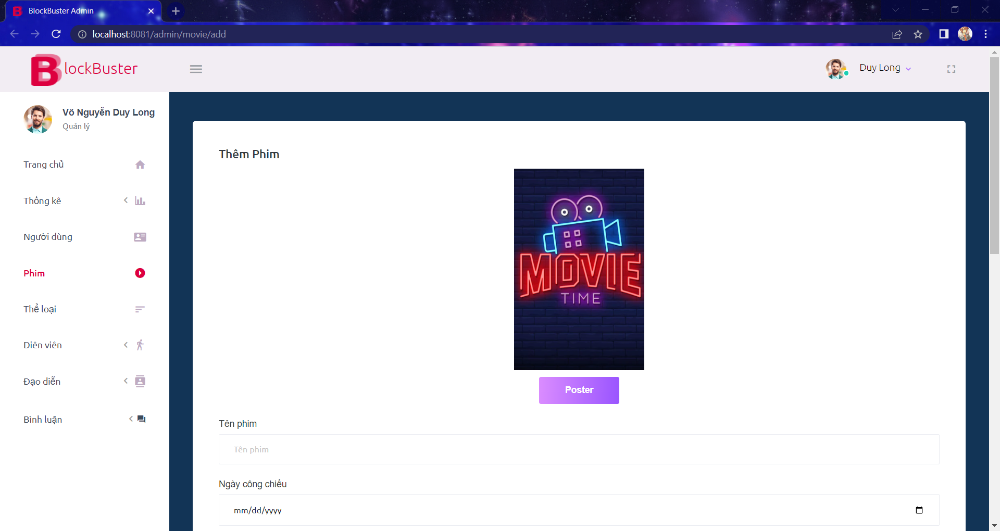 BlockBuster Admin
localhost:8081/admin/movie/add
BlockBuster
Duy Long
Võ Nguyễn Duy Long
Quản lý
Trang chủ
Thống kê
Người dùng
Phim
Thể loại
Diên viên
Đạo diễn
Bình luận
Thêm Phim
MOVIE
TIME
Poster
Tên phim
Tên phim
Ngày công chiếu
mm/dd/yyyy